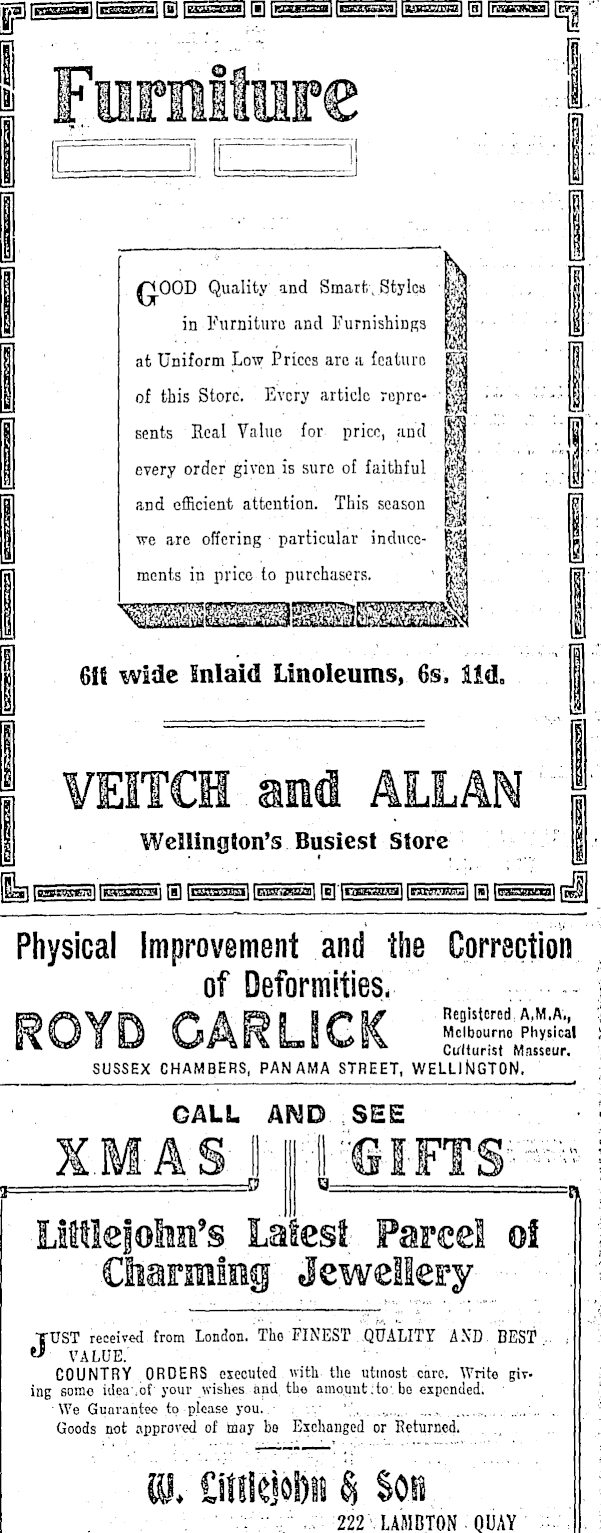 Furniture
GOOD Quality and Smart Styles
in Furniture and Furnishings
at Uniform Low Prices are a feature
of this Store. Every article repre-
sents Real Value for price, and
every order given is sure of faithful
and efficient attention. This season
we are offering particular induce-
ments in price to purchasers.
6ft wide Inlaid Linoleums, 6s. 11d.
VEITCH and ALLAN
Wellington's Busiest Store
Physical Improvement and the Correction
of Deformities.
ROYD GARLICK
Registered A.M.A.,
Melbourne Physical
Culturist Masseur.
SUSSEX CHAMBERS, PANAMA STREET, WELLINGTON.
CALL AND SEE
XMAS GIFTS
Littlejohn's Latest Parcel of
Charming Jewellery
JUST received from London. The FINEST QUALITY AND BEST
VALUE.
COUNTRY ORDERS executed with the utmost care. Write giv-
ing some idea of your wishes and the amount to be expended.
We Guarantee to please you.
Goods not approved of may be Exchanged or Returned.
W. Littlejohn & Son
222 LAMBTON QUAY